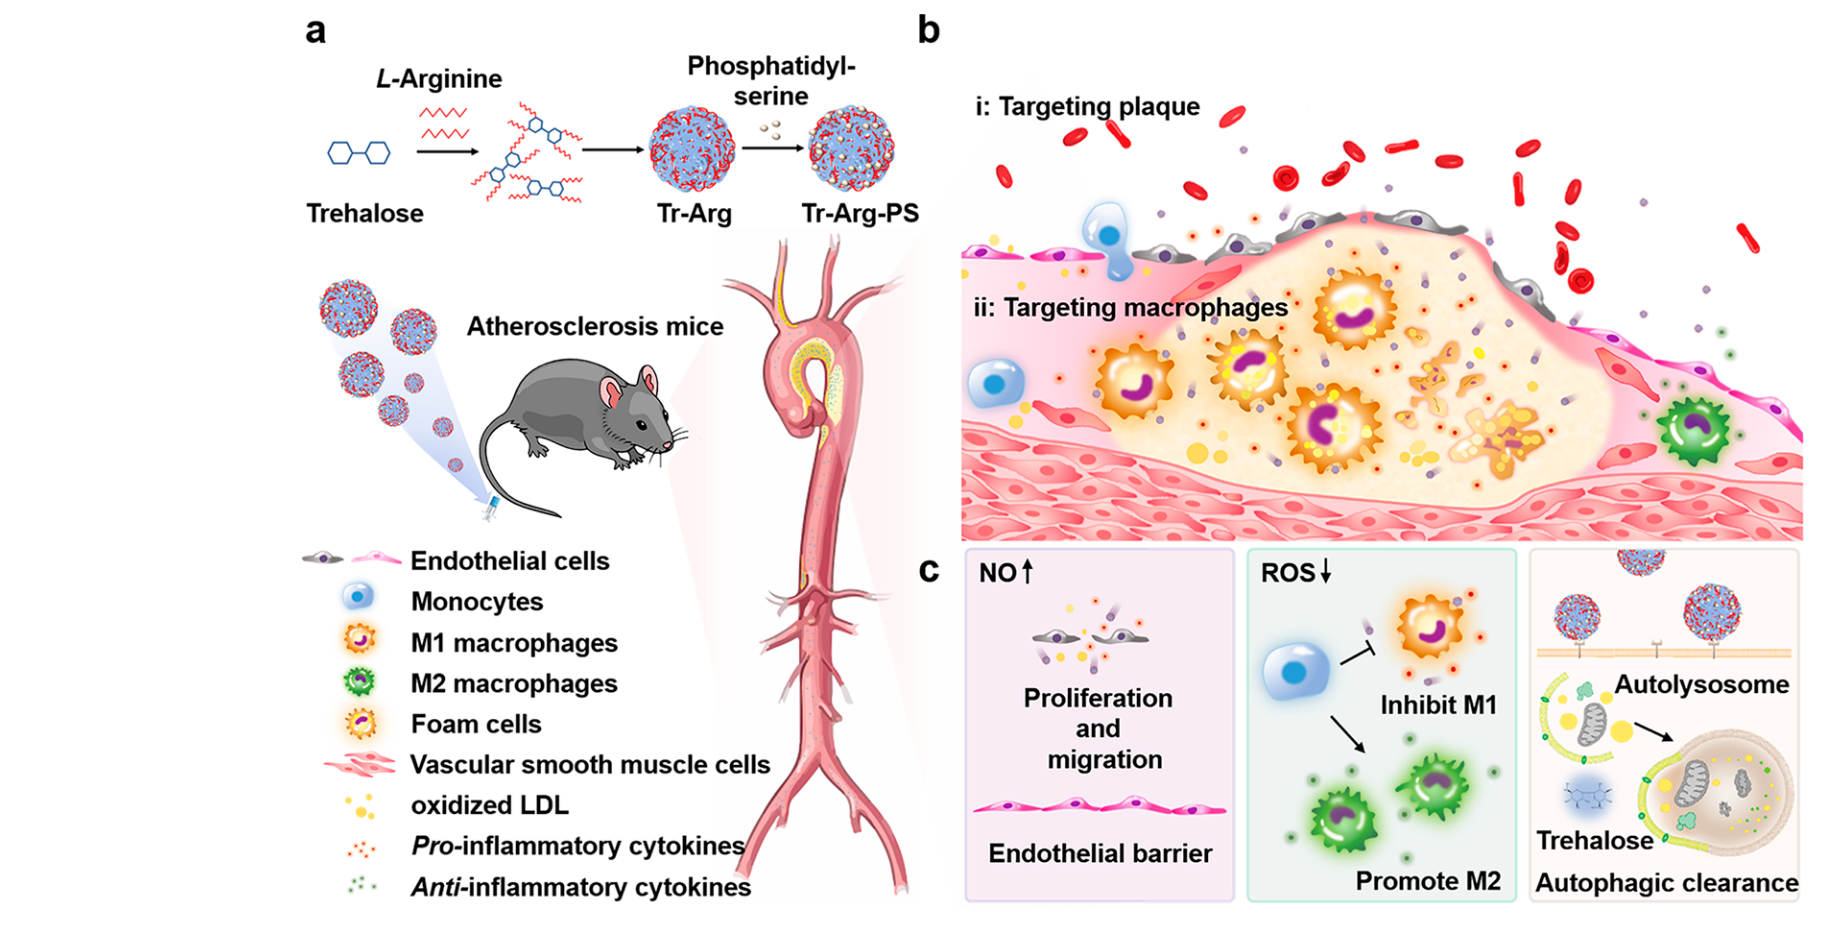 a
L-Arginine
Phosphatidyl-
serine
Trehalose
Tr-Arg
Tr-Arg-PS
Atherosclerosis mice
Endothelial cells
Monocytes
M1 macrophages
M2 macrophages
Foam cells
Vascular smooth muscle cells
oxidized LDL
Pro-inflammatory cytokines
Anti-inflammatory cytokines
b
i: Targeting plaque
ii: Targeting macrophages
c
NO↑
Proliferation
and
migration
Endothelial barrier
ROS↓
Inhibit M1
Promote M2
Autolysosome
Trehalose
Autophagic clearance